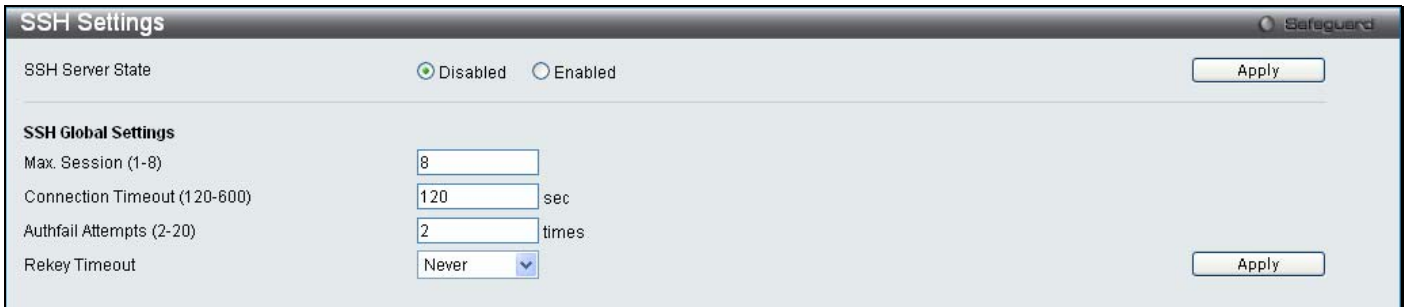 SSH Settings
Safeguard
SSH Server State Disabled Enabled Apply
SSH Global Settings
Max. Session (1-8) 8
Connection Timeout (120-600) 120 sec
Authfail Attempts (2-20) 2 times
Rekey Timeout Never Apply